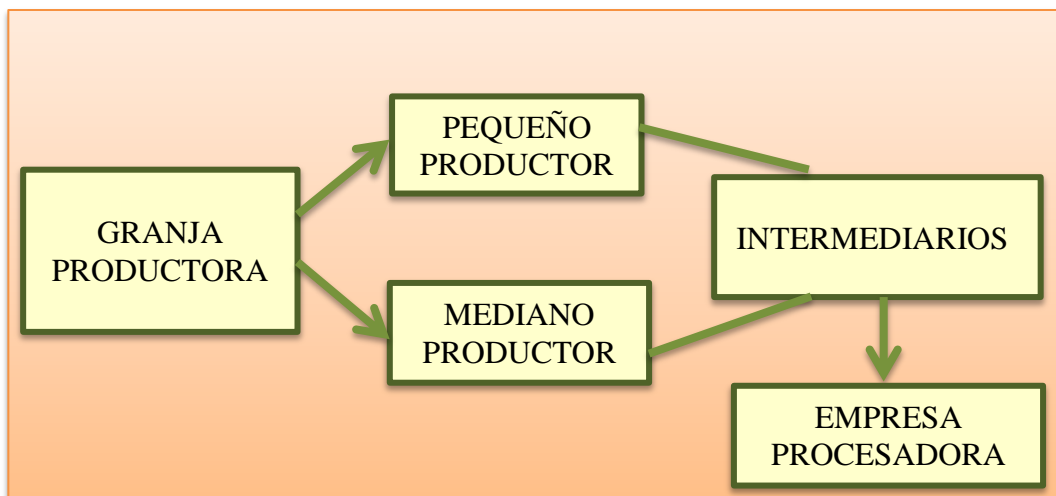 GRANJA
PRODUCTORA
PEQUEÑO
PRODUCTOR
MEDIANO
PRODUCTOR
INTERMEDIARIOS
EMPRESA
PROCESADORA